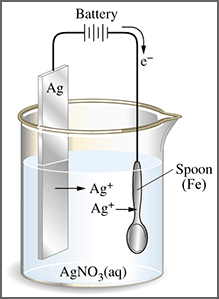 Battery
e⁻
Ag
Spoon
(Fe)
Ag⁺
Ag⁺
AgNO₃(aq)